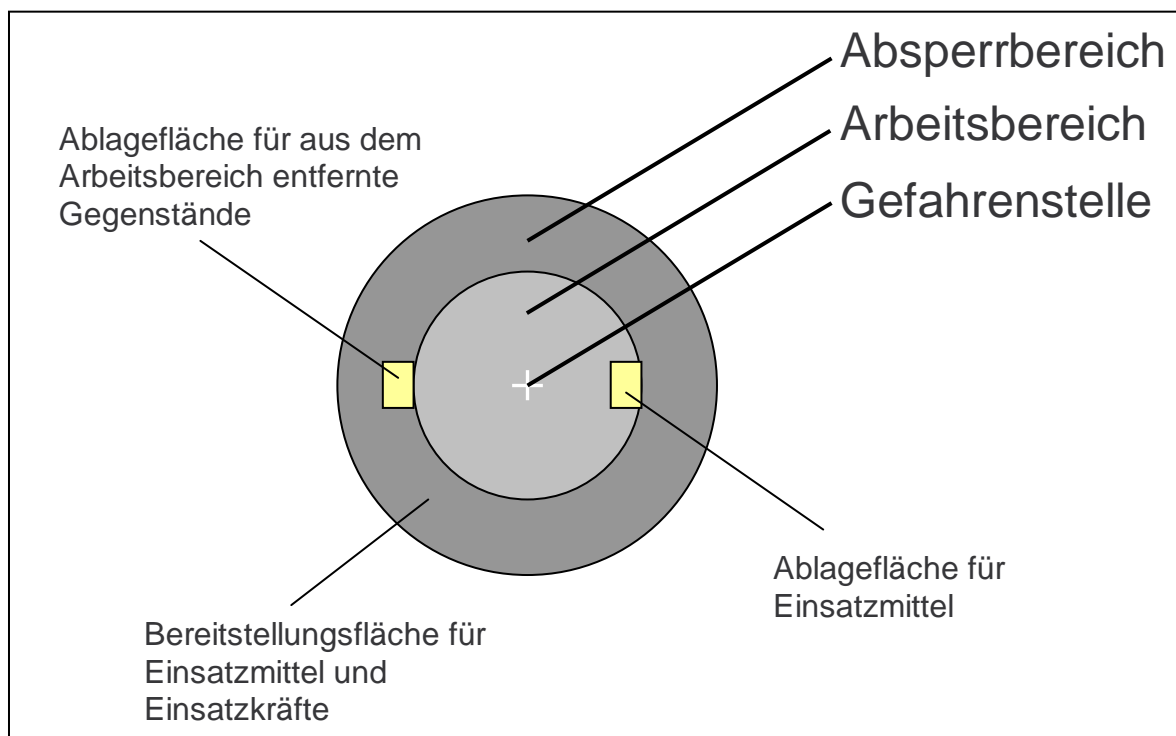 Absperrbereich
Arbeitsbereich
Gefahrenstelle
Ablagefläche für aus dem
Arbeitsbereich entfernte
Gegenstände
Ablagefläche für
Einsatzmittel
Bereitstellungsfläche für
Einsatzmittel und
Einsatzkräfte